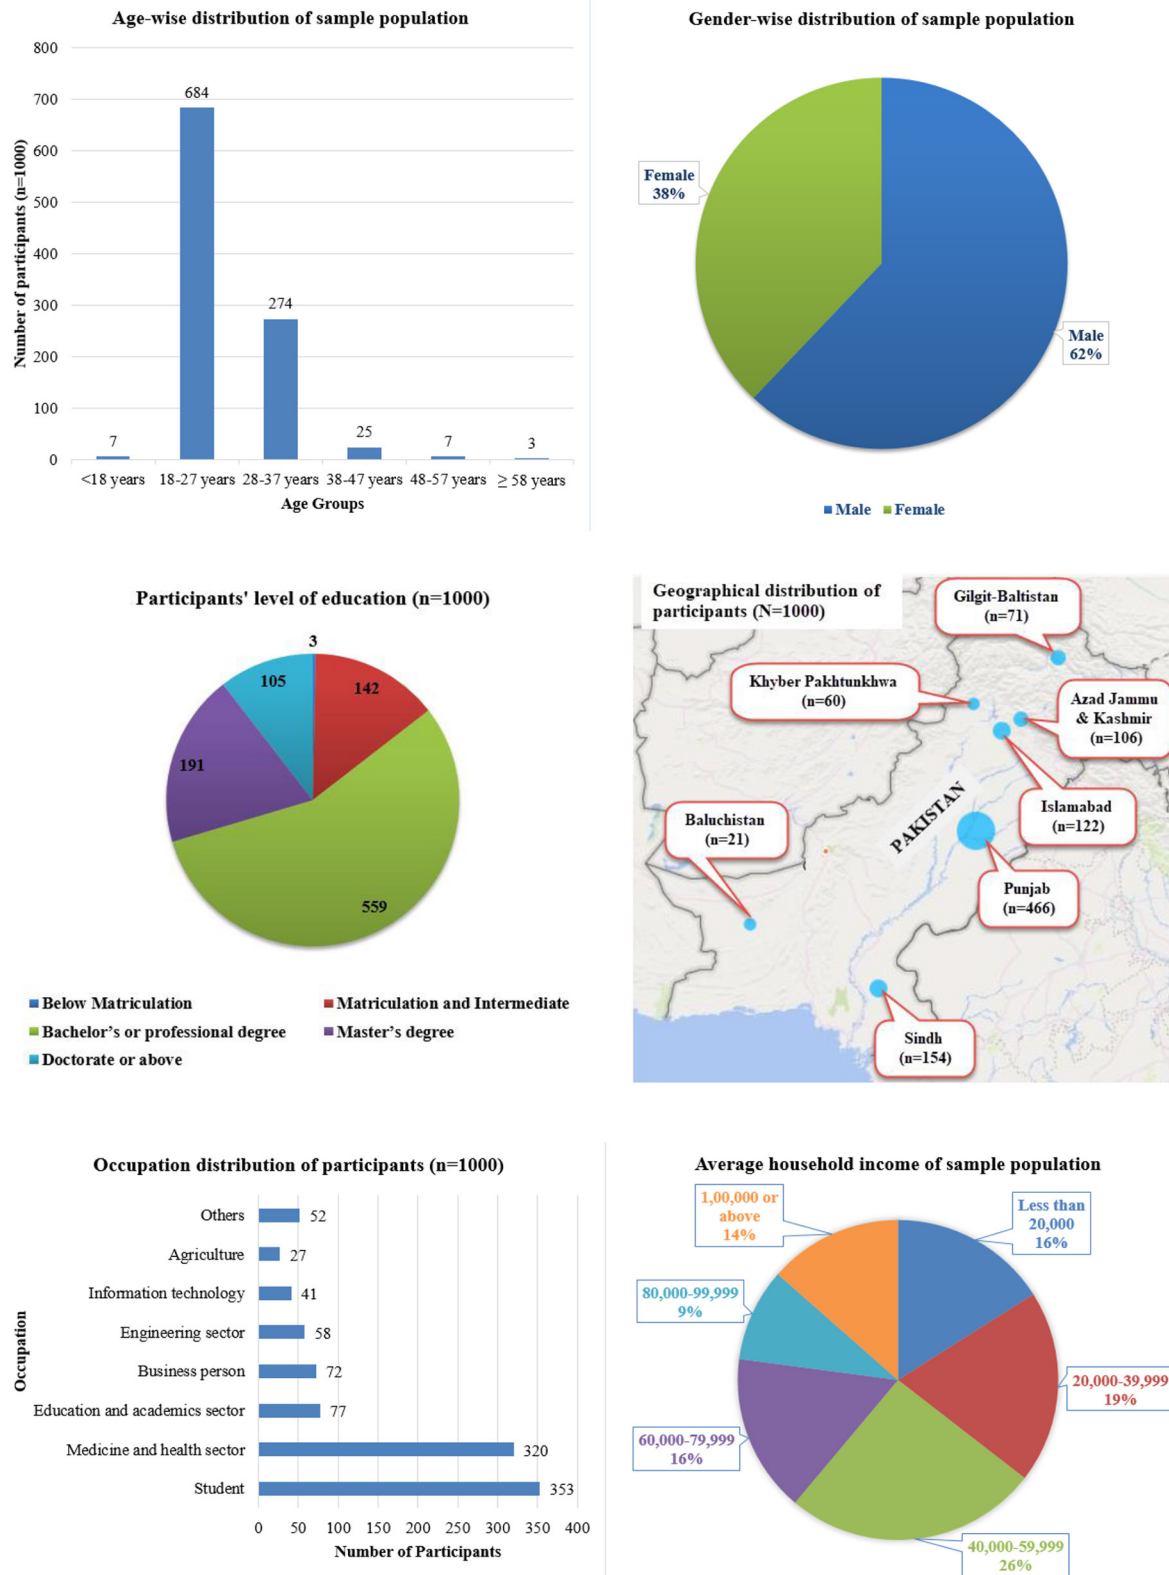 Age-wise distribution of sample population
Number of participants (n=1000)
800
700
600
500
400
300
200
100
0
7
684
274
25
7
3
<18 years
18-27 years
28-37 years
38-47 years
48-57 years
≥ 58 years
Age Groups
Gender-wise distribution of sample population
Female
38%
Male
62%
Male
Female
Participants' level of education (n=1000)
3
105
142
191
559
Below Matriculation
Matriculation and Intermediate
Bachelor’s or professional degree
Master’s degree
Doctorate or above
Geographical distribution of
participants (N=1000)
Gilgit-Baltistan
(n=71)
Khyber Pakhtunkhwa
(n=60)
Azad Jammu
& Kashmir
(n=106)
Islamabad
(n=122)
Baluchistan
(n=21)
PAKISTAN
Punjab
(n=466)
Sindh
(n=154)
Occupation distribution of participants (n=1000)
Occupation
Others
52
Agriculture
27
Information technology
41
Engineering sector
58
Business person
72
Education and academics sector
77
Medicine and health sector
320
Student
353
0
50
100
150
200
250
300
350
400
Number of Participants
Average household income of sample population
1,00,000 or
above
14%
Less than
20,000
16%
80,000-99,999
9%
20,000-39,999
19%
60,000-79,999
16%
40,000-59,999
26%